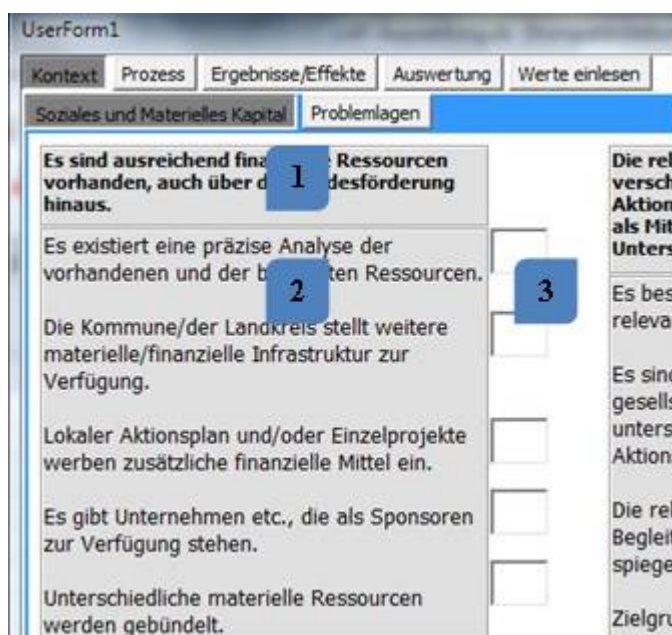 UserForm1
Kontext Prozess Ergebnisse/Effekte Auswertung Werte einlesen
Soziales und Materielles Kapital Problemlagen
Es sind ausreichend 1 Ressourcen
vorhanden, auch über
hinaus.
Es existiert eine präzise Analyse der
vorhandenen und der Ressourcen.
2
3
Die Kommune/der Landkreis stellt weitere
materielle/finanzielle Infrastruktur zur
Verfügung.
Lokaler Aktionsplan und/oder Einzelprojekte
werben zusätzliche finanzielle Mittel ein.
Es gibt Unternehmen etc., die als Sponsoren
zur Verfügung stehen.
Unterschiedliche materielle Ressourcen
werden gebündelt.
Die rel
versch
Aktion
als Mit
Unters
Es bes
releva
Es sind
gesells
unters
Aktion
Die rel
Begleit
spiege
Zielgru